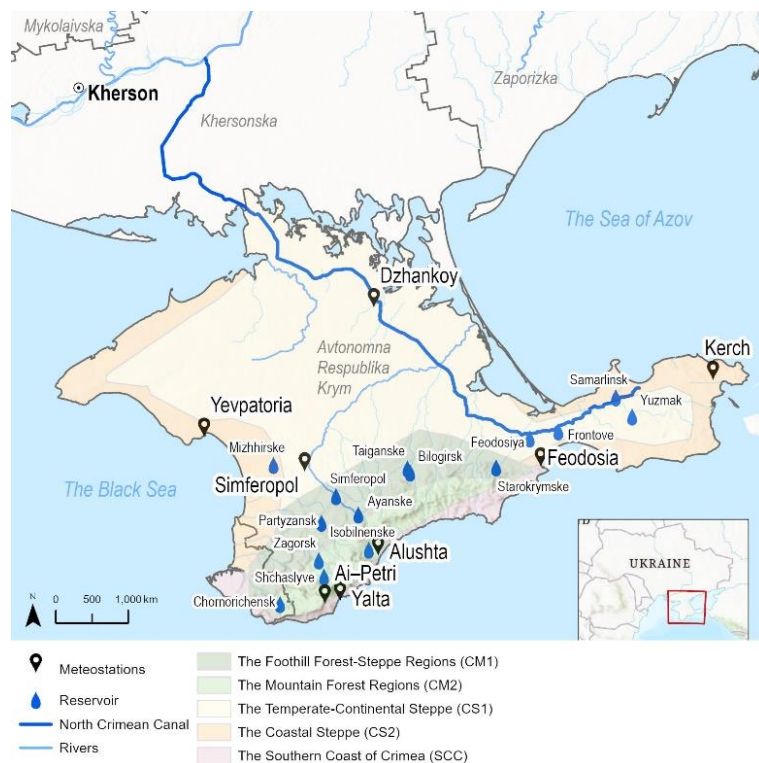 Mykolaivska
Kherson
Zaporizka
Khersonska
The Sea of Azov
Dzhankoy
Avtonomna
Respublika
Krym
Kerch
Samarlinsk
Yuzmak
Yevpatoria
Feodosiya
Frontove
Mizhhirske
Taiganske
Bilogirsk
Feodosia
The Black Sea
Simferopol
Simferopol
Starokrymske
Ayanske
Partyzansk
Isobilnenske
Zagorsk
Alushta
Shchaslyve
Ai–Petri
Yalta
Chornorichensk
UKRAINE
N
0 500 1,000 km
Meteostations
Reservoir
North Crimean Canal
Rivers
The Foothill Forest-Steppe Regions (CM1)
The Mountain Forest Regions (CM2)
The Temperate-Continental Steppe (CS1)
The Coastal Steppe (CS2)
The Southern Coast of Crimea (SCC)